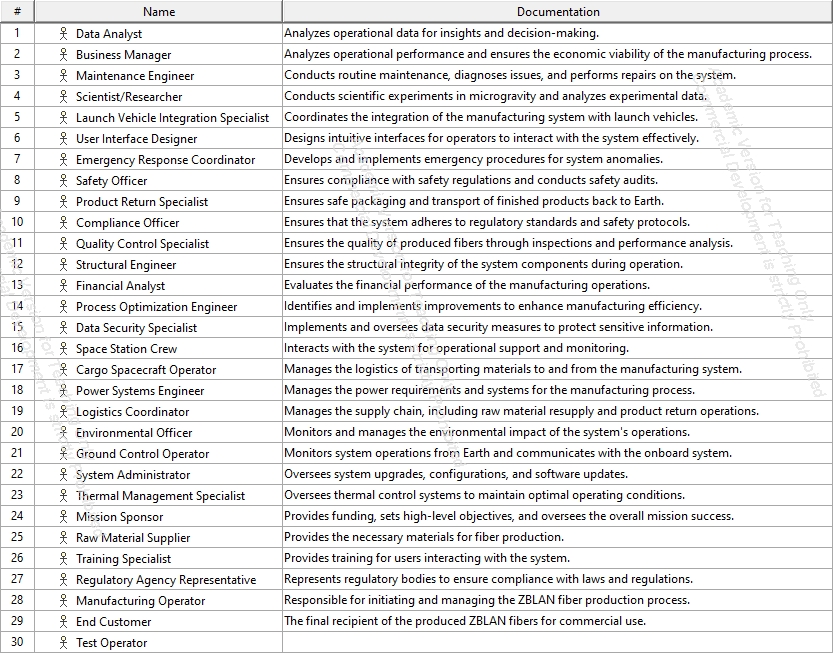 # Name Documentation
1 Data Analyst Analyzes operational data for insights and decision-making.
2 Business Manager Analyzes operational performance and ensures the economic viability of the manufacturing process.
3 Maintenance Engineer Conducts routine maintenance, diagnoses issues, and performs repairs on the system.
4 Scientist/Researcher Conducts scientific experiments in microgravity and analyzes experimental data.
5 Launch Vehicle Integration Specialist Coordinates the integration of the manufacturing system with launch vehicles.
6 User Interface Designer Designs intuitive interfaces for operators to interact with the system effectively.
7 Emergency Response Coordinator Develops and implements emergency procedures for system anomalies.
8 Safety Officer Ensures compliance with safety regulations and conducts safety audits.
9 Product Return Specialist Ensures safe packaging and transport of finished products back to Earth.
10 Compliance Officer Ensures that the system adheres to regulatory standards and safety protocols.
11 Quality Control Specialist Ensures the quality of produced fibers through inspections and performance analysis.
12 Structural Engineer Ensures the structural integrity of the system components during operation.
13 Financial Analyst Evaluates the financial performance of the manufacturing operations.
14 Process Optimization Engineer Identifies and implements improvements to enhance manufacturing efficiency.
15 Data Security Specialist Implements and oversees data security measures to protect sensitive information.
16 Space Station Crew Interacts with the system for operational support and monitoring.
17 Cargo Spacecraft Operator Manages the logistics of transporting materials to and from the manufacturing system.
18 Power Systems Engineer Manages the power requirements and systems for the manufacturing process.
19 Logistics Coordinator Manages the supply chain, including raw material resupply and product return operations.
20 Environmental Officer Monitors and manages the environmental impact of the system's operations.
21 Ground Control Operator Monitors system operations from Earth and communicates with the onboard system.
22 System Administrator Oversees system upgrades, configurations, and software updates.
23 Thermal Management Specialist Oversees thermal control systems to maintain optimal operating conditions.
24 Mission Sponsor Provides funding, sets high-level objectives, and oversees the overall mission success.
25 Raw Material Supplier Provides the necessary materials for fiber production.
26 Training Specialist Provides training for users interacting with the system.
27 Regulatory Agency Representative Represents regulatory bodies to ensure compliance with laws and regulations.
28 Manufacturing Operator Responsible for initiating and managing the ZBLAN fiber production process.
29 End Customer The final recipient of the produced ZBLAN fibers for commercial use.
30 Test Operator
Academic Version for Teaching Only
Commercial Development is strictly Prohibited